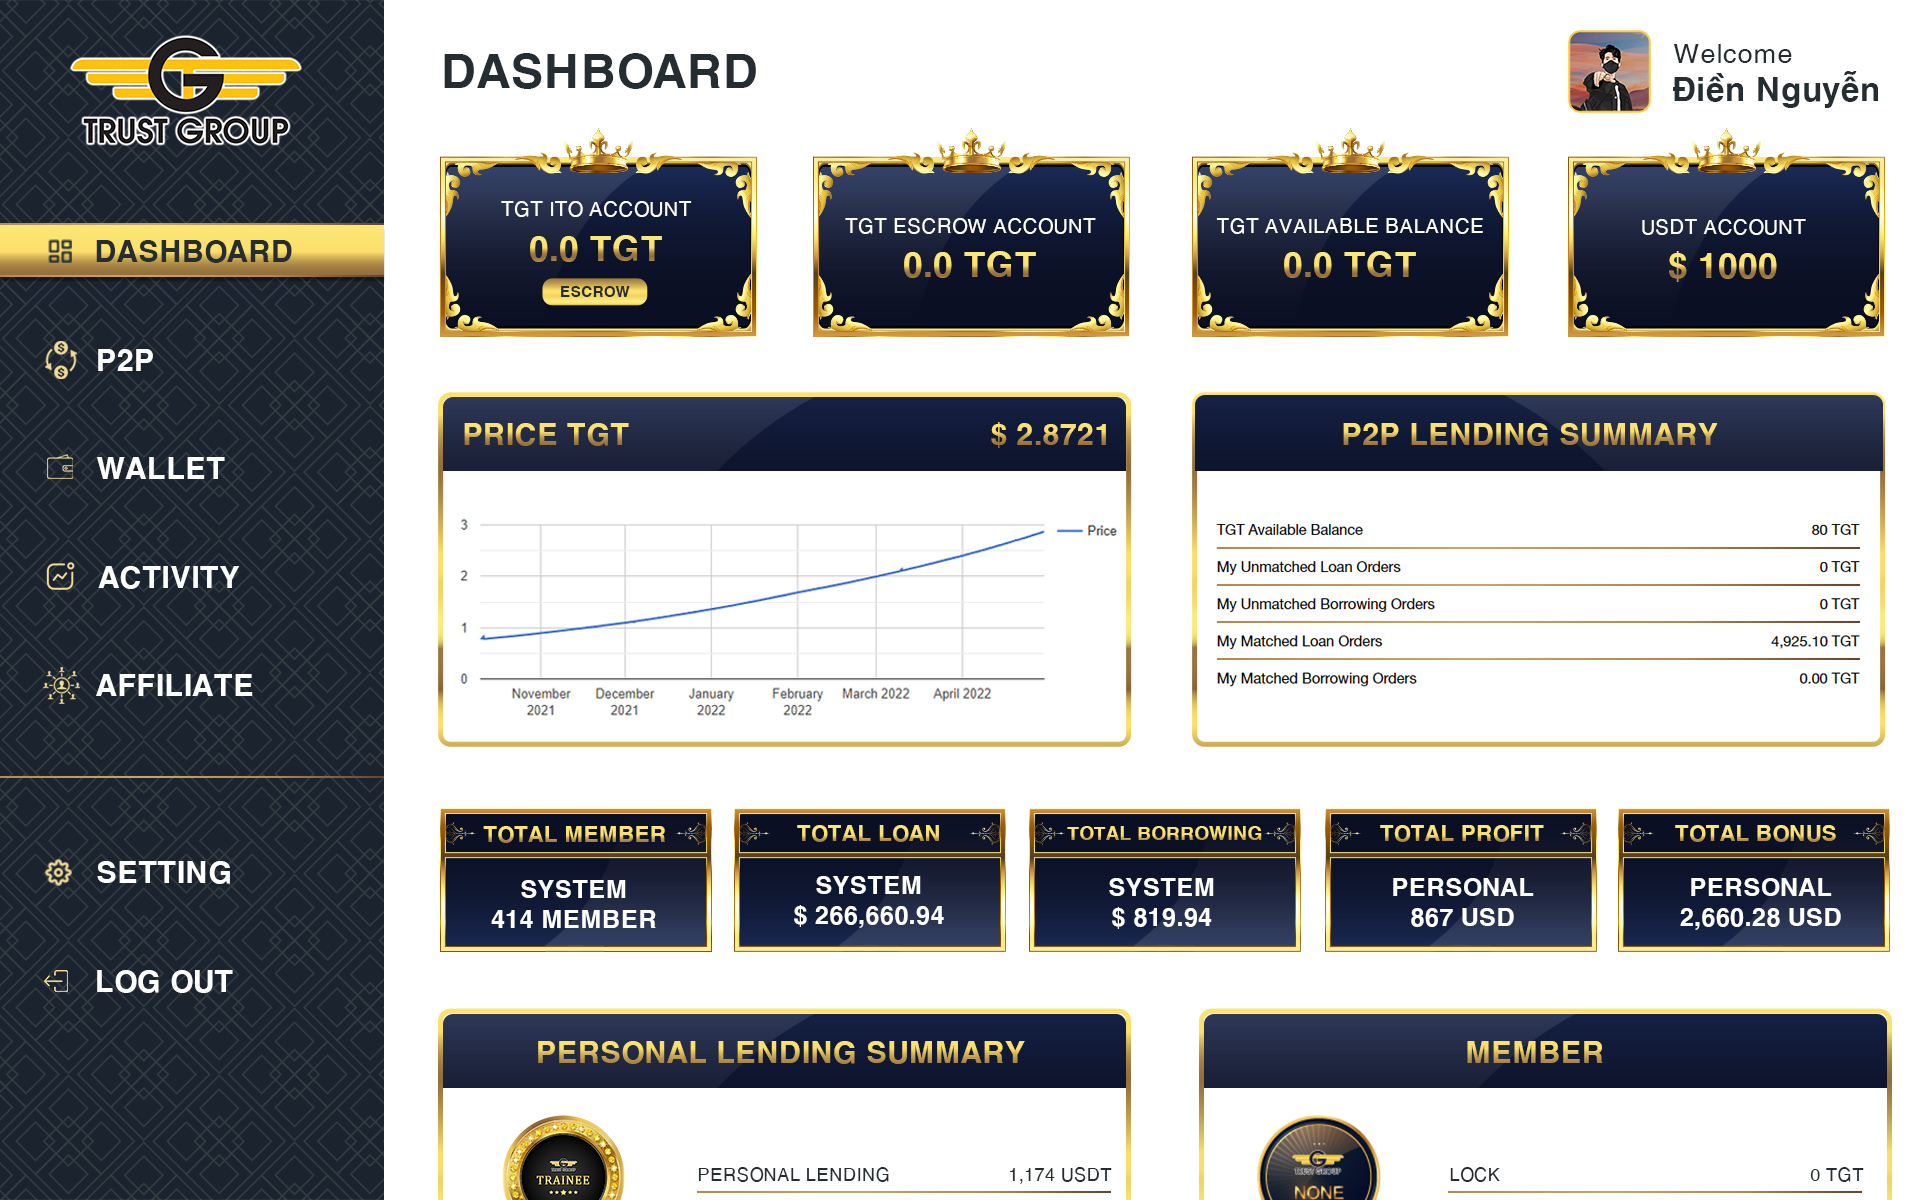 TRUST GROUP
DASHBOARD
P2P
WALLET
ACTIVITY
AFFILIATE
SETTING
LOG OUT
DASHBOARD
Welcome
Điền Nguyễn
TGT ITO ACCOUNT
0.0 TGT
ESCROW
TGT ESCROW ACCOUNT
0.0 TGT
TGT AVAILABLE BALANCE
0.0 TGT
USDT ACCOUNT
$ 1000
PRICE TGT
$ 2.8721
3
2
1
0
Price
November
2021
December
2021
January
2022
February
2022
March 2022
April 2022
P2P LENDING SUMMARY
TGT Available Balance 80 TGT
My Unmatched Loan Orders 0 TGT
My Unmatched Borrowing Orders 0 TGT
My Matched Loan Orders 4,925.10 TGT
My Matched Borrowing Orders 0.00 TGT
TOTAL MEMBER
SYSTEM
414 MEMBER
TOTAL LOAN
SYSTEM
$ 266,660.94
TOTAL BORROWING
SYSTEM
$ 819.94
TOTAL PROFIT
PERSONAL
867 USD
TOTAL BONUS
PERSONAL
2,660.28 USD
PERSONAL LENDING SUMMARY
TRAINEE
PERSONAL LENDING 1,174 USDT
MEMBER
TRUST GROUP
NONE
LOCK 0 TGT